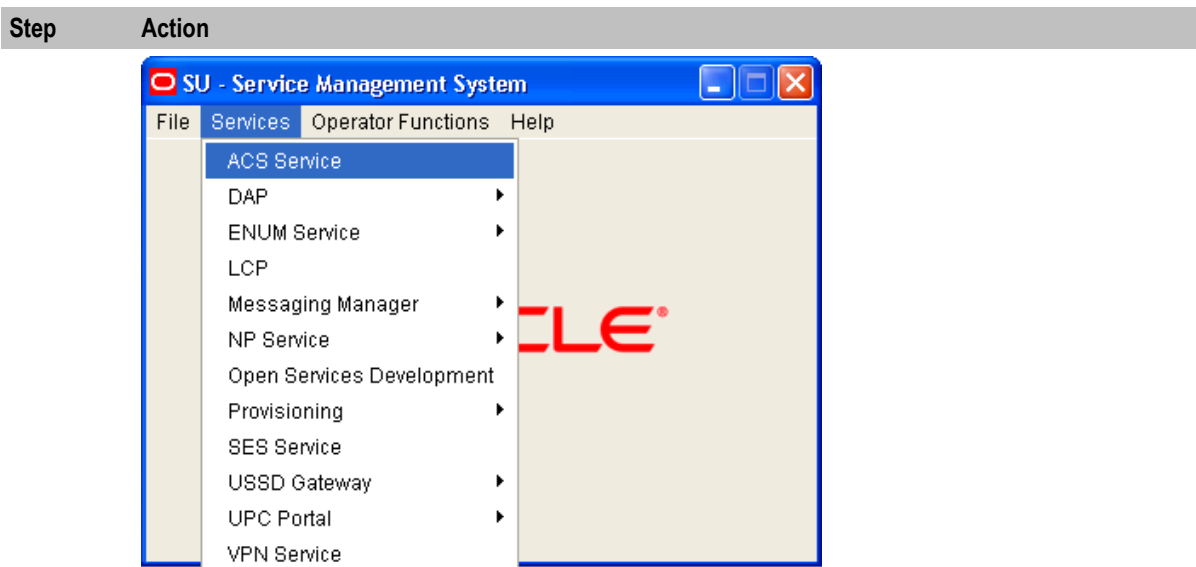 Step Action
SU - Service Management System
File Services Operator Functions Help
ACS Service
DAP
ENUM Service
LCP
Messaging Manager
NP Service
CLE®
Open Services Development
Provisioning
SES Service
USSD Gateway
UPC Portal
VPN Service